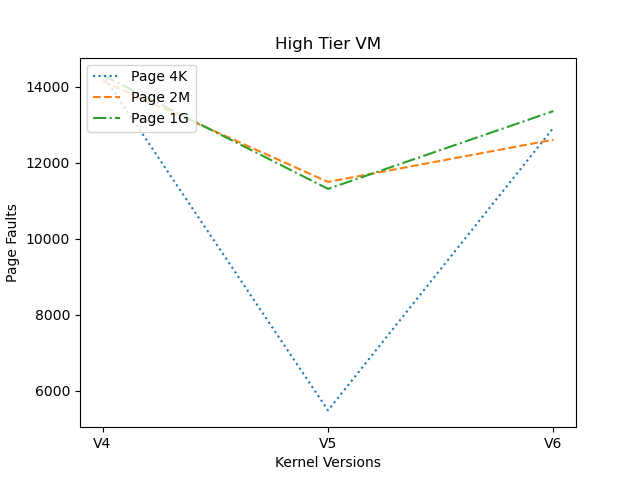 High Tier VM
Page 4K
Page 2M
Page 1G
14000
12000
10000
8000
6000
Page Faults
V4
V5
V6
Kernel Versions